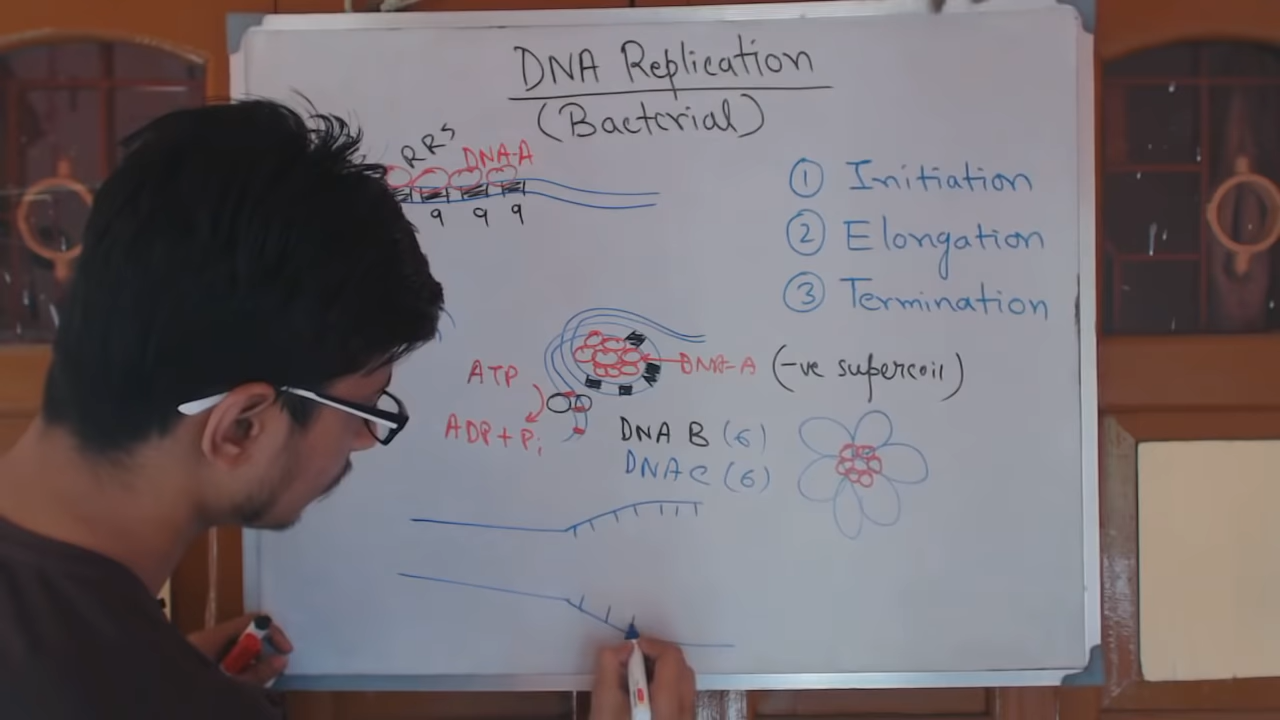 DNA Replication
(Bacterial)
RRS
DNA-A
9 9 9
① Initiation
② Elongation
③ Termination
ATP
ADP + Pi
DNA-A (-ve supercoil)
DNA B (6)
DNA C (6)